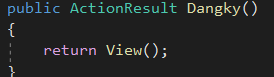 public ActionResult Dangky()
{
    return View();
}